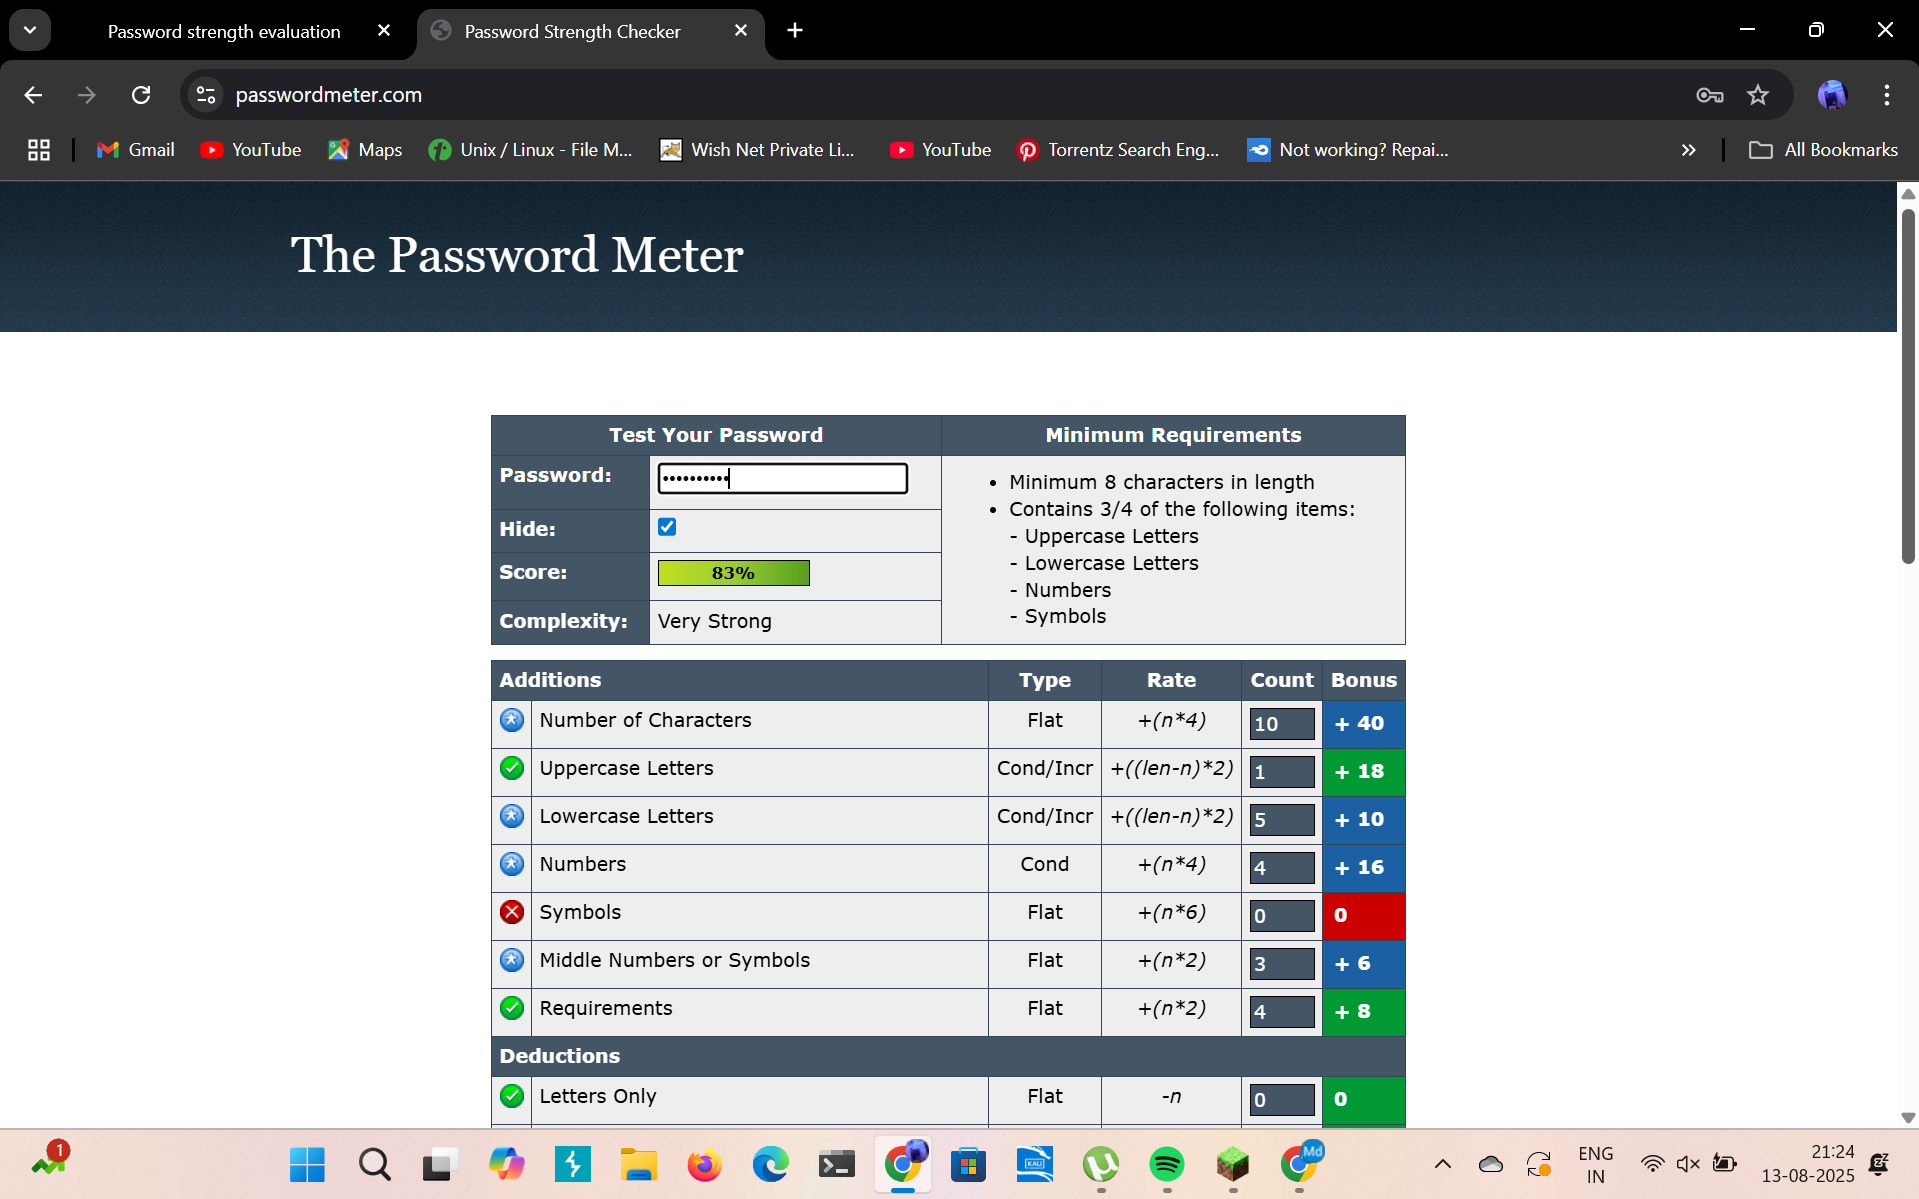 Password strength evaluation
Password Strength Checker
passwordmeter.com
Gmail
YouTube
Maps
Unix / Linux - File M...
Wish Net Private Li...
YouTube
Torrentz Search Eng...
Not working? Repai...
All Bookmarks
The Password Meter
Test Your Password
Minimum Requirements
Password:
••••••••••
Hide:
Score:
83%
Complexity:
Very Strong
• Minimum 8 characters in length
• Contains 3/4 of the following items:
- Uppercase Letters
- Lowercase Letters
- Numbers
- Symbols
Additions Type Rate Count Bonus
Number of Characters Flat +(n*4) 10 + 40
Uppercase Letters Cond/Incr +((len-n)*2) 1 + 18
Lowercase Letters Cond/Incr +((len-n)*2) 5 + 10
Numbers Cond +(n*4) 4 + 16
Symbols Flat +(n*6) 0 0
Middle Numbers or Symbols Flat +(n*2) 3 + 6
Requirements Flat +(n*2) 4 + 8
Deductions
Letters Only Flat -n 0 0
1
KALI
Md
ENG
IN
21:24
13-08-2025